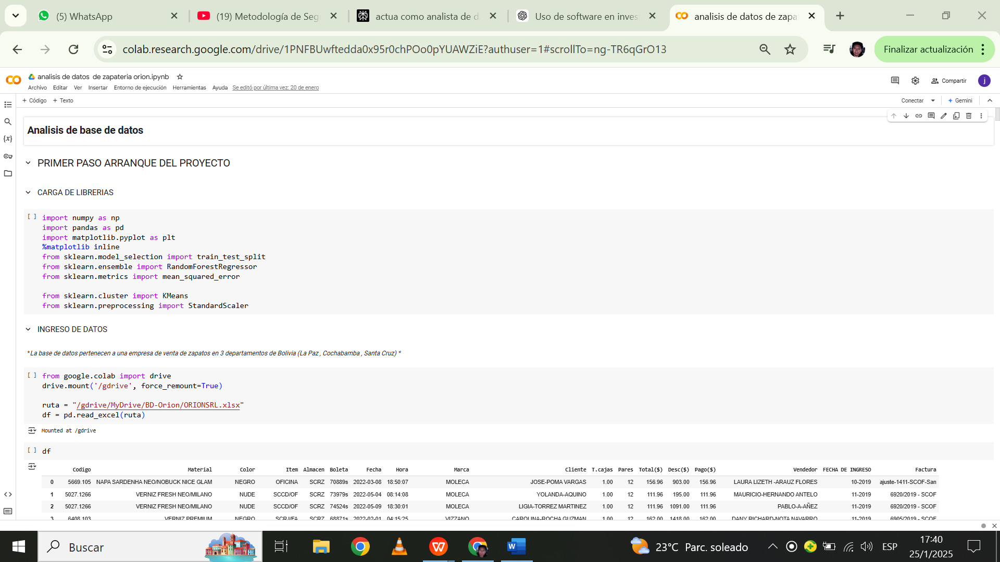 (5) WhatsApp
(19) Metodología de Seg
actua como analista de d
Uso de software en inves
analisis de datos de zapa
colab.research.google.com/drive/1PNFBUwftedda0x95r0chPOo0pYUAWZiE?authuser=1#scrollTo=ng-TR6qGrO13
Finalizar actualización
analisis de datos de zapateria orion.ipynb
Archivo Editar Ver Insertar Entorno de ejecución Herramientas Ayuda Se editó por última vez: 20 de enero
Compartir
j
+ Código + Texto
Conectar
Gemini
Analisis de base de datos
PRIMER PASO ARRANQUE DEL PROYECTO
CARGA DE LIBRERIAS
[ ] import numpy as np
import pandas as pd
import matplotlib.pyplot as plt
%matplotlib inline
from sklearn.model_selection import train_test_split
from sklearn.ensemble import RandomForestRegressor
from sklearn.metrics import mean_squared_error
from sklearn.cluster import KMeans
from sklearn.preprocessing import StandardScaler
INGRESO DE DATOS
*La base de datos pertenecen a una empresa de venta de zapatos en 3 departamentos de Bolivia (La Paz , Cochabamba , Santa Cruz) *
[ ] from google.colab import drive
drive.mount('/gdrive', force_remount=True)
ruta = "/gdrive/MyDrive/BD-Orion/ORIONSRL.xlsx"
df = pd.read_excel(ruta)
Mounted at /gdrive
[ ] df
Codigo Material Color Item Almacen Boleta Fecha Hora Marca Cliente T.cajas Pares Total($) Desc($) Pago($) Vendedor FECHA DE INGRESO Factura
0 5669.105 NAPA SARDENHA NEO/NOBUCK NICE GLAM NEGRO OFICINA SCRZ 70889s 2022-03-08 18:50:07 MOLECA JOSE-POMA VARGAS 1.00 12 156.96 903.00 156.96 LAURA LIZETH -ARAUZ FLORES 10-2019 ajuste-1411-SCOF-San
1 5027.1266 VERNIZ FRESH NEO/MILANO NUDE SCCD/OF SCRZ 73979s 2022-05-04 08:14:08 MOLECA YOLANDA-AQUINO 1.00 12 111.96 195.00 111.96 MAURICIO-HERNANDO ANTELO 11-2019 6920/2019 - SCOF
2 5027.1266 VERNIZ FRESH NEO/MILANO NUDE SCCD/OF SCRZ 74524s 2022-05-09 18:30:01 MOLECA LIGIA-TORREZ MARTINEZ 1.00 12 111.96 1091.00 111.96 PABLO-A-AÑEZ 11-2019 6920/2019 - SCOF
3 6408.103 VERNIZ PREMIUM NEGRO SCRJ/FA SCRZ 68871s 2022-02-01 04:15:25 VIZZANO CAROLINA-ROCHA GUZMAN 1.00 12 162.00 1418.00 162.00 DANY RICHARD-NOTA NAVARRO 11-2019 6905/2019 - SCOF
Buscar
23°C Parc. soleado
ESP
17:40
25/1/2025